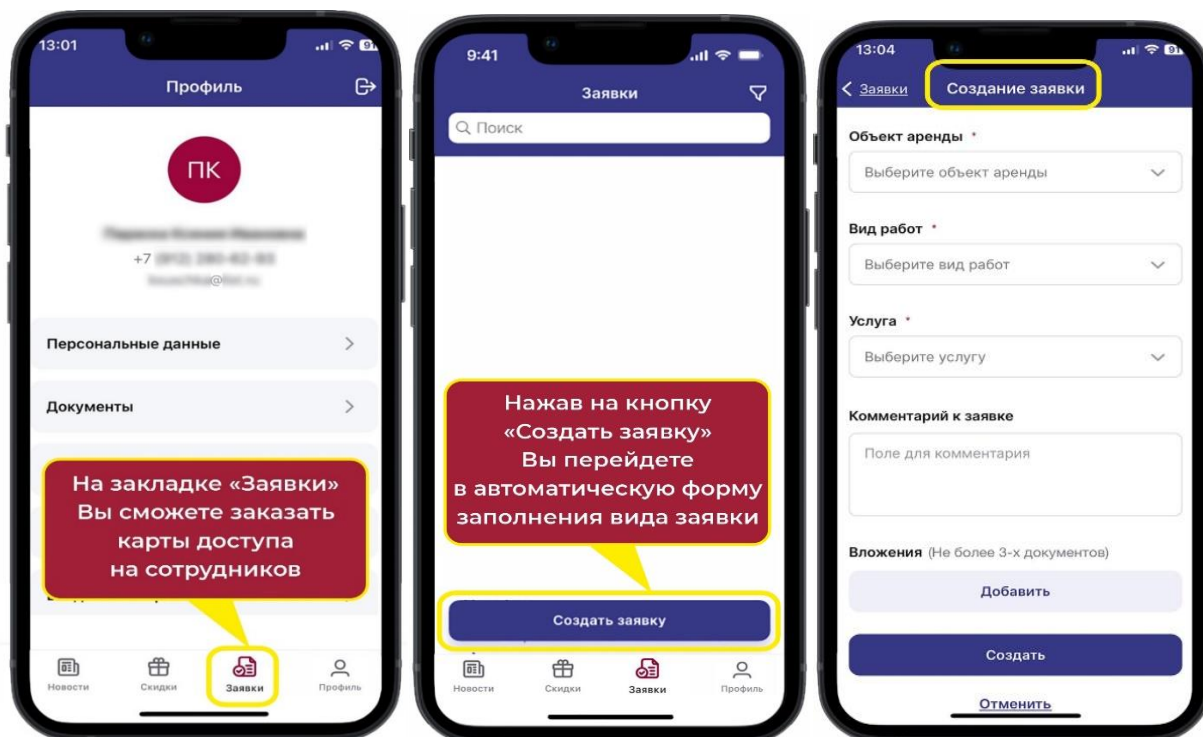 13:01
91
Профиль
ПК
+7
Персональные данные
Документы
На закладке «Заявки»
Вы сможете заказать
карты доступа
на сотрудников
Новости
Скидки
Заявки
Профиль
9:41
Заявки
Поиск
Нажав на кнопку
«Создать заявку»
Вы перейдете
в автоматическую форму
заполнения вида заявки
Создать заявку
Новости
Скидки
Заявки
Профиль
13:04
91
Заявки
Создание заявки
Объект аренды *
Выберите объект аренды
Вид работ *
Выберите вид работ
Услуга *
Выберите услугу
Комментарий к заявке
Поле для комментария
Вложения (Не более 3-х документов)
Добавить
Создать
Отменить